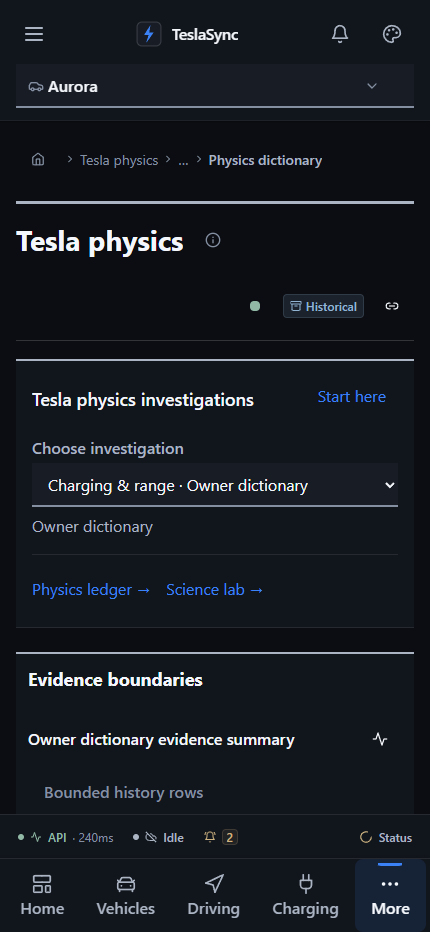 TeslaSync
Aurora
Tesla physics
...
Physics dictionary
Tesla physics
Historical
Tesla physics investigations
Start here
Choose investigation
Charging & range · Owner dictionary
Owner dictionary
Physics ledger →
Science lab →
Evidence boundaries
Owner dictionary evidence summary
Bounded history rows
API · 240ms
Idle
2
Status
Home
Vehicles
Driving
Charging
More